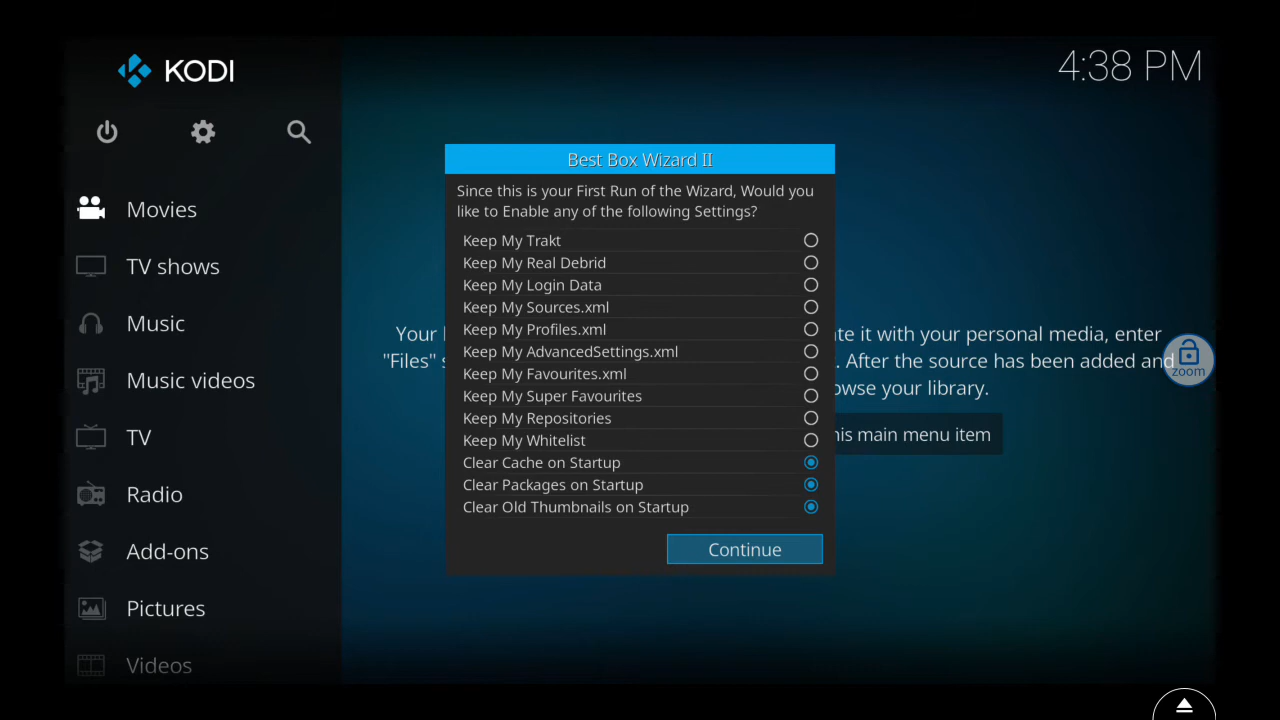 KODI
4:38 PM
Movies
TV shows
Music
Music videos
TV
Radio
Add-ons
Pictures
Videos
Best Box Wizard II
Since this is your First Run of the Wizard, Would you
like to Enable any of the following Settings?
Keep My Trakt
Keep My Real Debrid
Keep My Login Data
Keep My Sources.xml
Keep My Profiles.xml
Keep My AdvancedSettings.xml
Keep My Favourites.xml
Keep My Super Favourites
Keep My Repositories
Keep My Whitelist
Clear Cache on Startup
Clear Packages on Startup
Clear Old Thumbnails on Startup
Continue
Your
it with your personal media, enter
"Files" After the source has been added and
your library.
main menu item
zoom